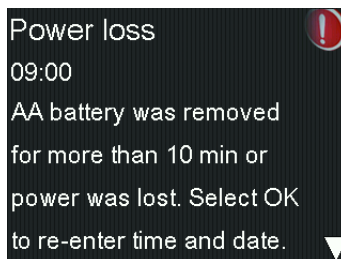 Power loss
09:00
AA battery was removed
for more than 10 min or
power was lost. Select OK
to re-enter time and date.